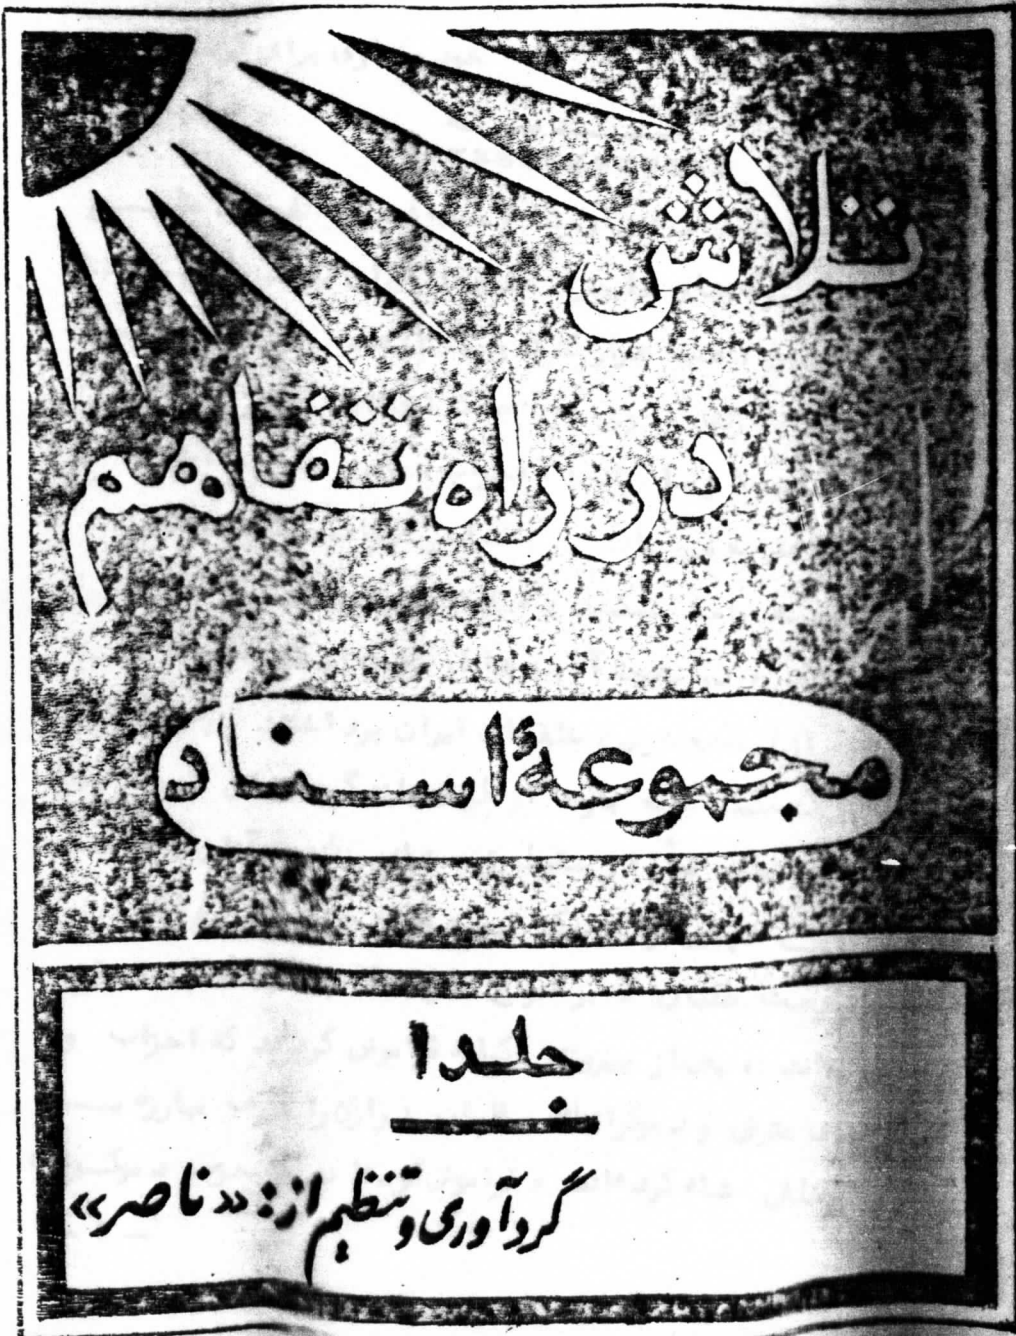 تلاش
در راه تفاهم
مجموعهٔ اسناد
جلد ۱
گردآوری و تنظیم از: «ناصر»